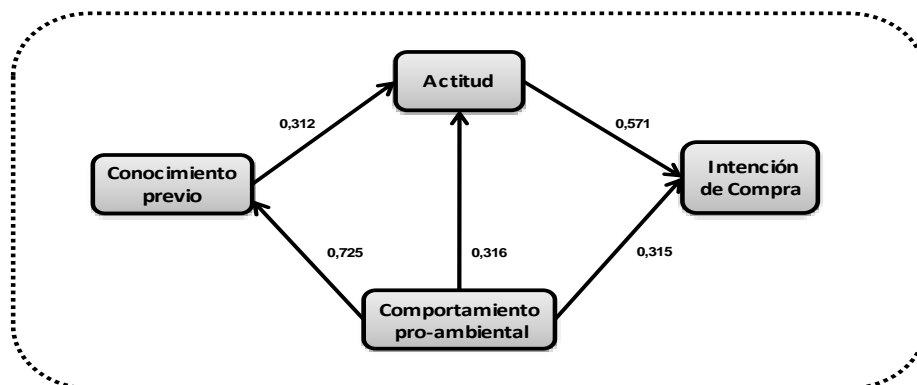 Actitud
0,312
0,571
Conocimiento
previo
Intención
de Compra
0,725
0,316
0,315
Comportamiento
pro-ambiental